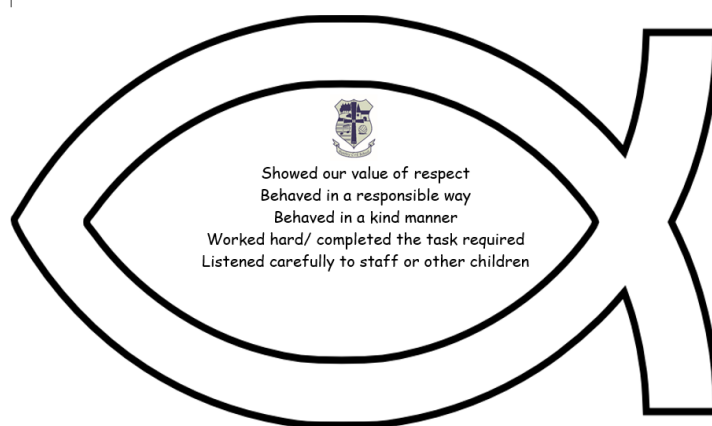 Showed our value of respect
Behaved in a responsible way
Behaved in a kind manner
Worked hard/ completed the task required
Listened carefully to staff or other children